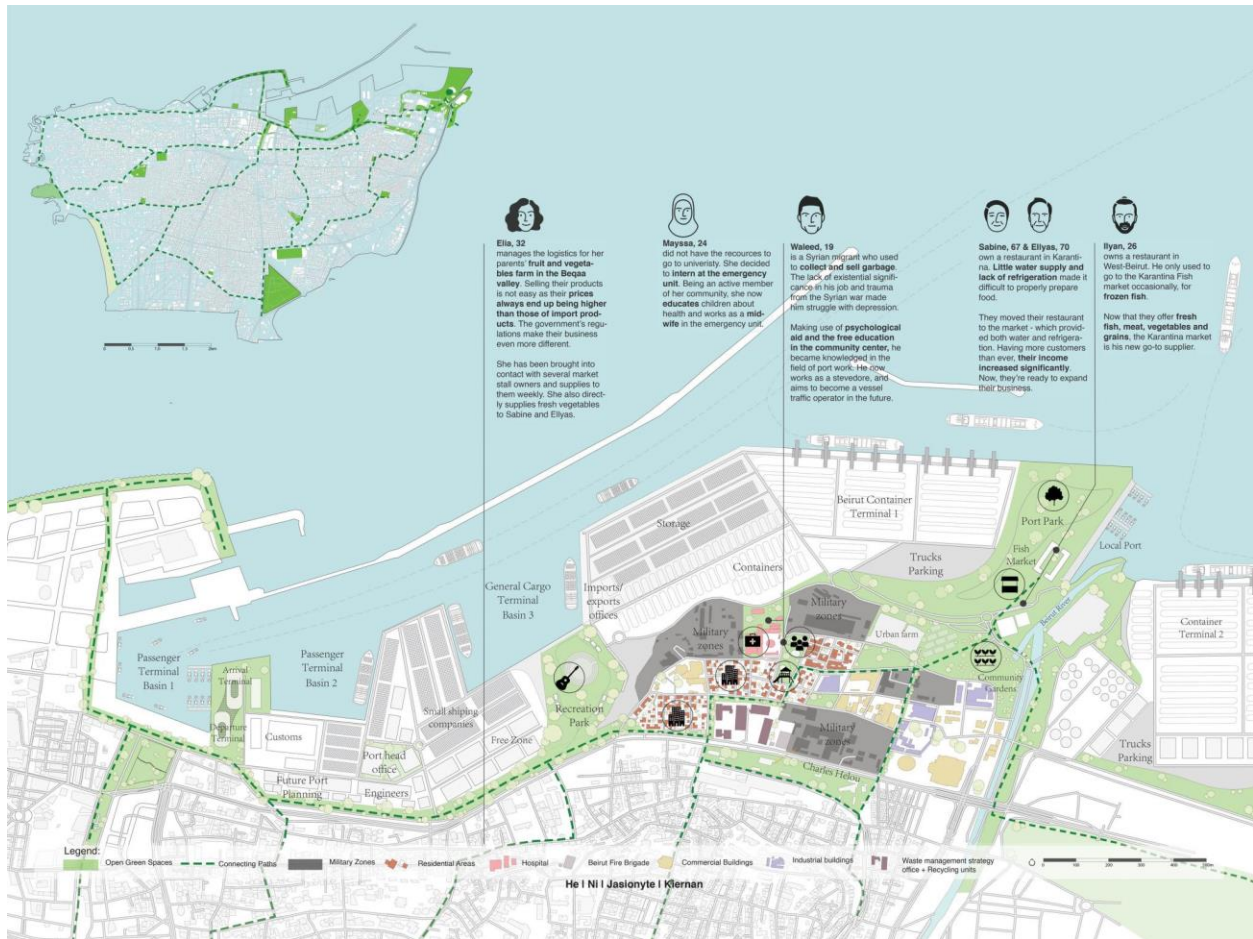 0
0.5
1.0
1.5
2km
Elia, 32
manages the logistics for her
parents' fruit and vegeta-
bles farm in the Beqaa
valley. Selling their products
is not easy as their prices
always end up being higher
than those of import prod-
ucts. The government's regu-
lations make their business
even more different.
She has been brought into
contact with several market
stall owners and supplies to
them weekly. She also direct-
ly supplies fresh vegetables
to Sabine and Ellyas.
Mayssa, 24
did not have the recources to
go to univeristy. She decided
to intern at the emergency
unit. Being an active member
of her community, she now
educates children about
health and works as a mid-
wife in the emergency unit.
Waleed, 19
is a Syrian migrant who used
to collect and sell garbage.
The lack of existential signifi-
cance in his job and trauma
from the Syrian war made
him struggle with depression.
Making use of psychological
aid and the free education
in the community center, he
became knowledged in the
field of port work. He now
works as a stevedore, and
aims to become a vessel
traffic operator in the future.
Sabine, 67 & Ellyas, 70
own a restaurant in Karanti-
na. Little water supply and
lack of refrigeration made it
difficult to properly prepare
food.
They moved their restaurant
to the market - which provid-
ed both water and refrigera-
tion. Having more customers
than ever, their income
increased significantly.
Now, they're ready to expand
their business.
Ilyan, 26
owns a restaurant in
West-Beirut. He only used to
go to the Karantina Fish
market occasionally, for
frozen fish.
Now that they offer fresh
fish, meat, vegetables and
grains, the Karantina market
is his new go-to supplier.
Storage
Beirut Container
Terminal 1
Port Park
Fish
Market
Local Port
Trucks
Parking
Containers
General Cargo
Terminal
Basin 3
Imports/
exports
offices
Military
zones
Military
zones
Urban farm
Beirut River
Container
Terminal 2
Passenger
Terminal
Basin 1
Arrival
Terminal
Departure
Terminal
Passenger
Terminal
Basin 2
Small shiping
companies
Recreation
Park
Community
Gardens
Customs
Port head
office
Free Zone
Military
zones
Trucks
Parking
Future Port
Planning
Engineers
Charles Helou
Legend:
Open Green Spaces
Connecting Paths
Military Zones
Residential Areas
Hospital
Beirut Fire Brigade
Commercial Buildings
Industrial buildings
Waste management strategy
office + Recycling units
0
100
200
300
400
500m
He I Ni I Jasionyte I Kiernan